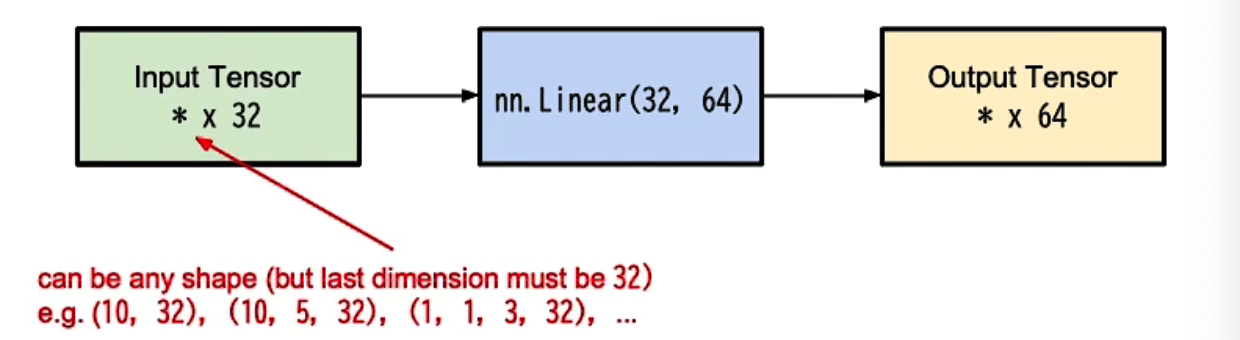 Input Tensor
* x 32
nn.Linear(32, 64)
Output Tensor
* x 64
can be any shape (but last dimension must be 32)
e.g. (10, 32), (10, 5, 32), (1, 1, 3, 32), …